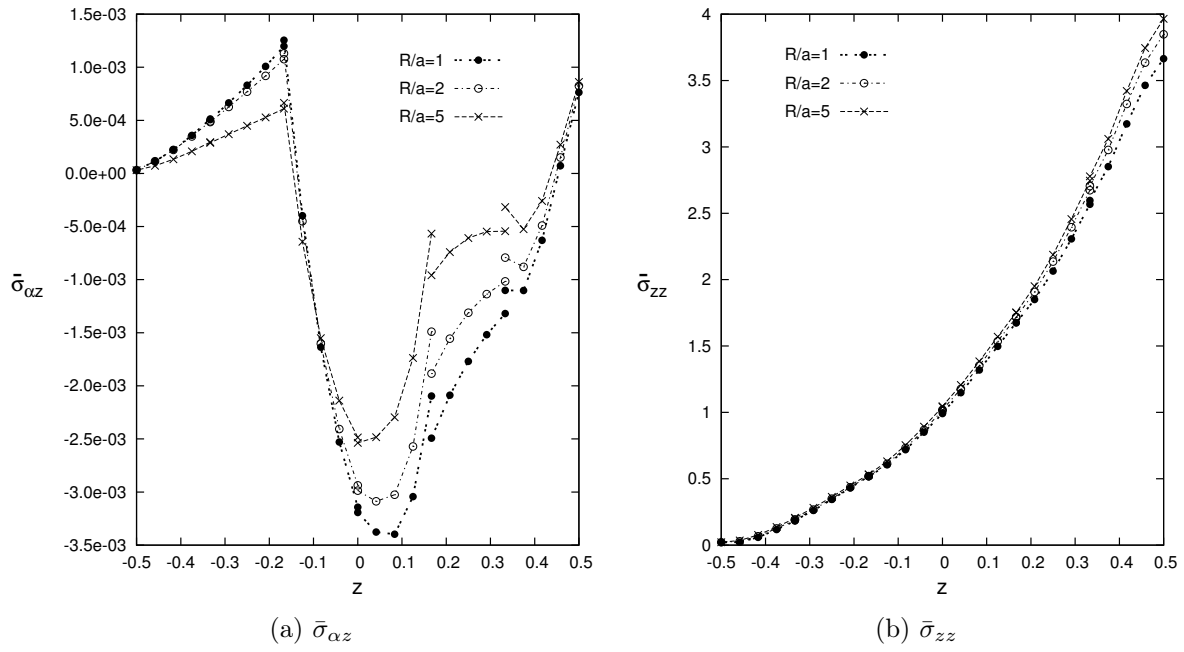 1.5e-03
1.0e-03
5.0e-04
0.0e+00
-5.0e-04
-1.0e-03
-1.5e-03
-2.0e-03
-2.5e-03
-3.0e-03
-3.5e-03
σ̄αz
R/a=1
R/a=2
R/a=5
-0.5 -0.4 -0.3 -0.2 -0.1 0 0.1 0.2 0.3 0.4 0.5
z
(a) σ̄αz
4
3.5
3
2.5
2
1.5
1
0.5
0
σ̄zz
R/a=1
R/a=2
R/a=5
-0.5 -0.4 -0.3 -0.2 -0.1 0 0.1 0.2 0.3 0.4 0.5
z
(b) σ̄zz